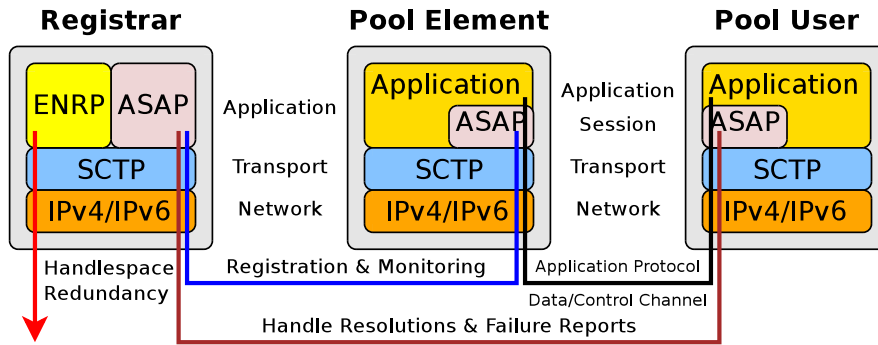 Registrar
Pool Element
Pool User
ENRP
ASAP
SCTP
IPv4/IPv6
Application
Transport
Network
Application
ASAP
SCTP
IPv4/IPv6
Application
Session
Transport
Network
Application
ASAP
SCTP
IPv4/IPv6
Handlespace
Redundancy
Registration & Monitoring
Application Protocol
Data/Control Channel
Handle Resolutions & Failure Reports